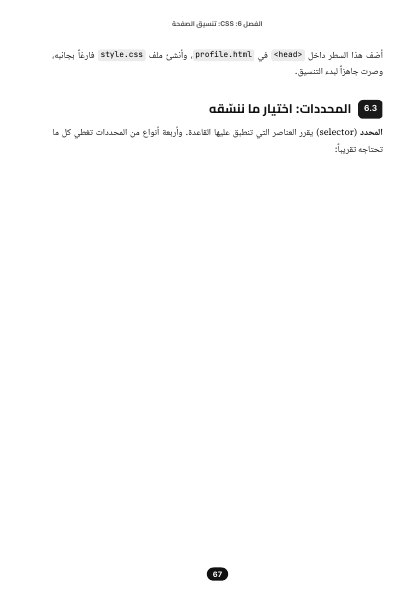 الفصل 6: CSS: تنسيق الصفحة
أضف هذا السطر داخل <head> في profile.html، وأنشئ ملف style.css فارغاً بجانبه،
وصرت جاهزاً لبدء التنسيق.
6.3 المحددات: اختيار ما ننسّقه
المحدد (selector) يقرر العناصر التي تنطبق عليها القاعدة. وأربعة أنواع من المحددات تغطي كل ما
تحتاجه تقريباً:
67